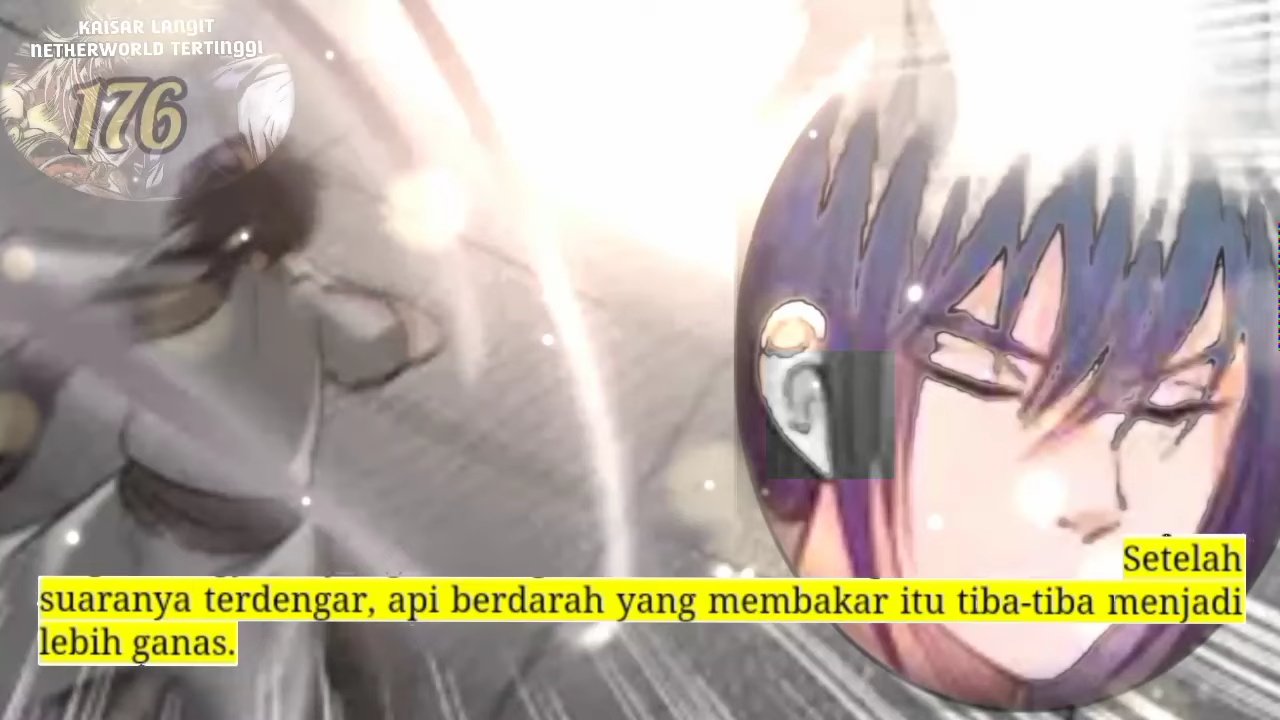 KAISAR LANGIT
NETHERWORLD TERTINGGI
176
Setelah
suaranya terdengar, api berdarah yang membakar itu tiba-tiba menjadi
lebih ganas.